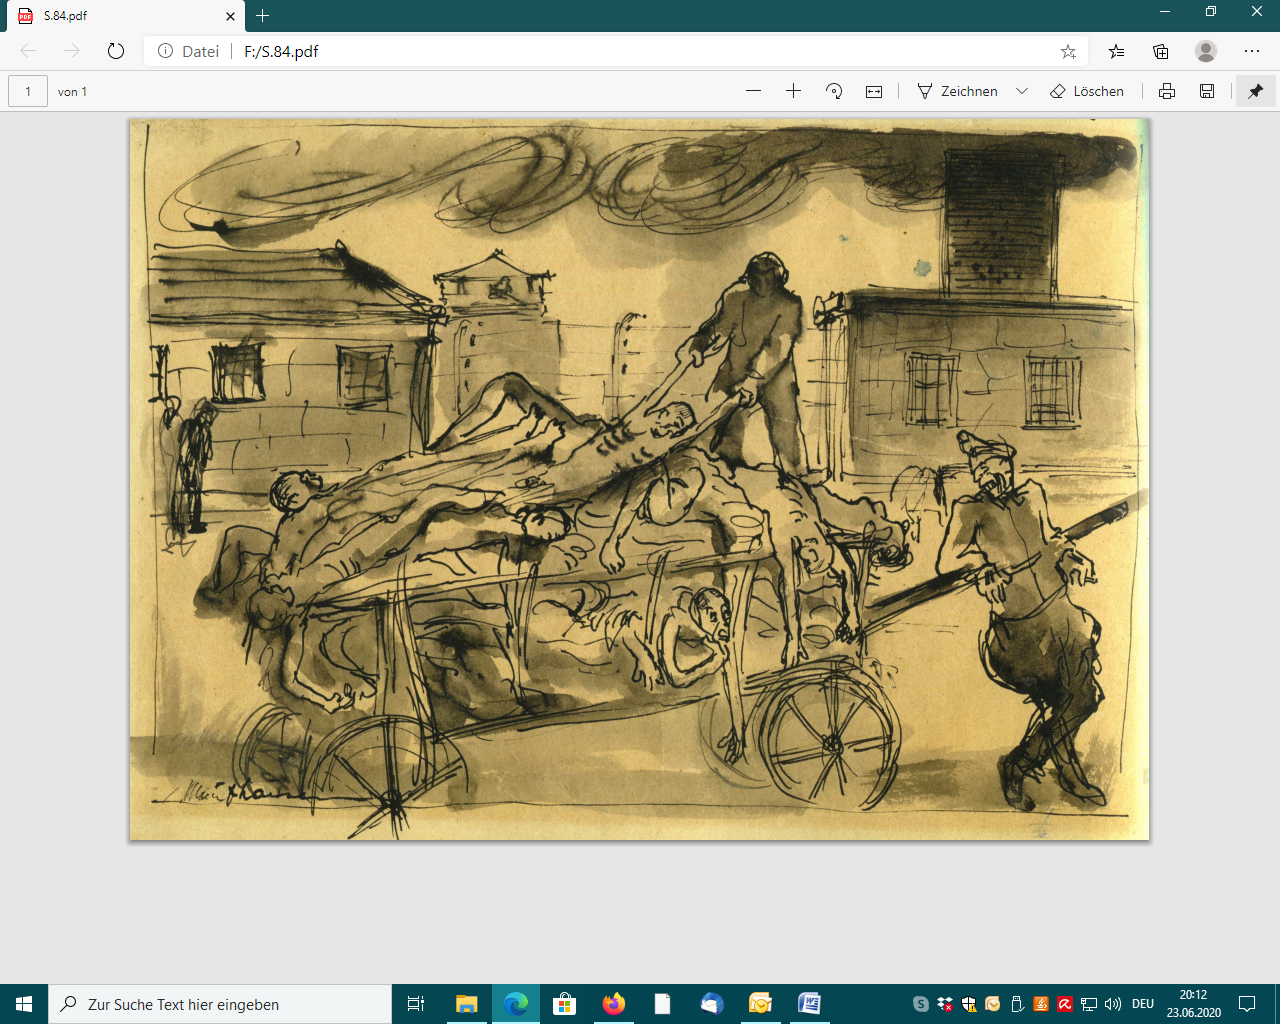 S.84.pdf
Datei
F:/S.84.pdf
1
von 1
Zeichnen
Löschen
Mauthausen
Zur Suche Text hier eingeben
DEU
20:12
23.06.2020